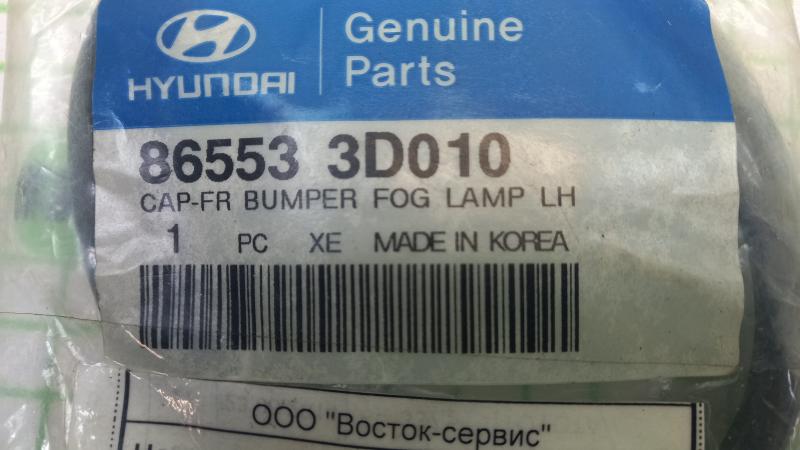 HYUNDAI
Genuine
Parts
86553 3D010
CAP-FR BUMPER FOG LAMP LH
1 PC XE MADE IN KOREA
ООО "Восток-сервис"